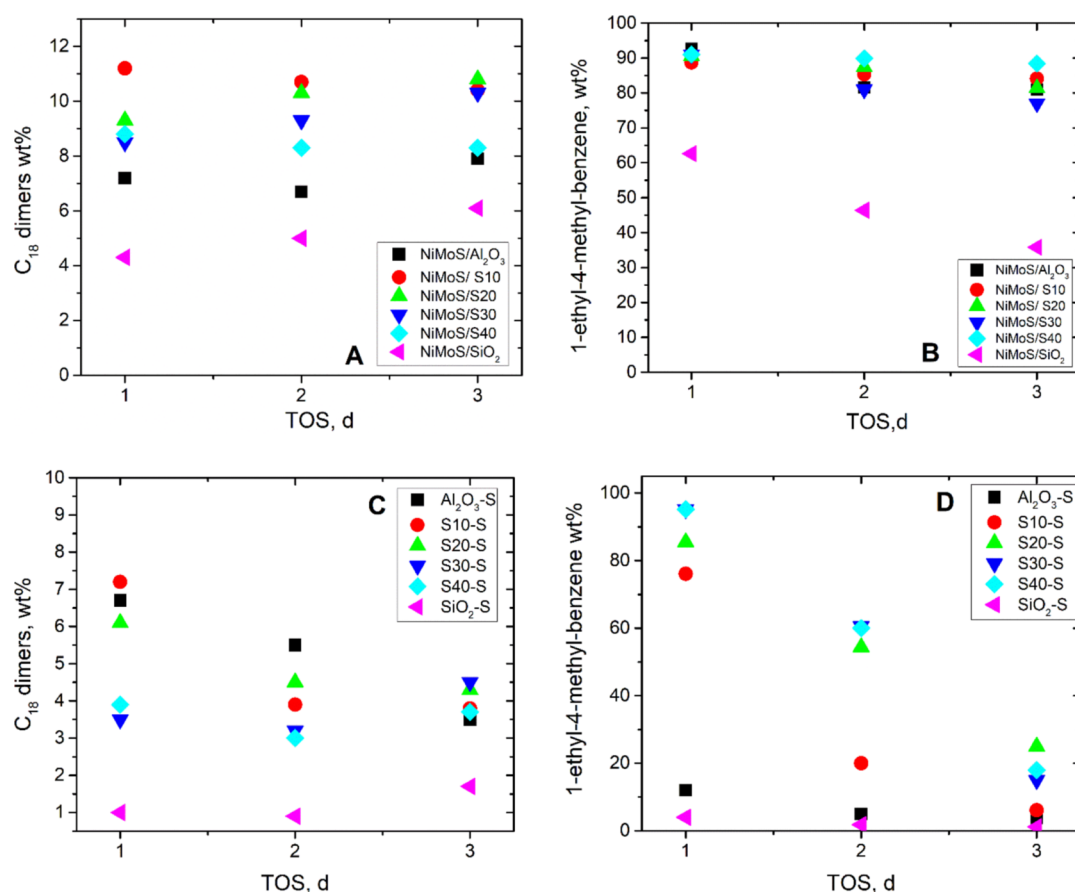 C18 dimers wt%
12
10
8
6
4
2
0
NiMoS/Al2O3
NiMoS/ S10
NiMoS/S20
NiMoS/S30
NiMoS/S40
NiMoS/SiO2
A
1 2 3
TOS, d
1-ethyl-4-methyl-benzene, wt%
100
90
80
70
60
50
40
30
20
10
0
NiMoS/Al2O3
NiMoS/ S10
NiMoS/ S20
NiMoS/S30
NiMoS/S40
NiMoS/SiO2
B
1 2 3
TOS,d
C18 dimers, wt%
10
9
8
7
6
5
4
3
2
1
C
Al2O3-S
S10-S
S20-S
S30-S
S40-S
SiO2-S
1 2 3
TOS, d
1-ethyl-4-methyl-benzene wt%
100
80
60
40
20
0
D
Al2O3-S
S10-S
S20-S
S30-S
S40-S
SiO2-S
1 2 3
TOS, d